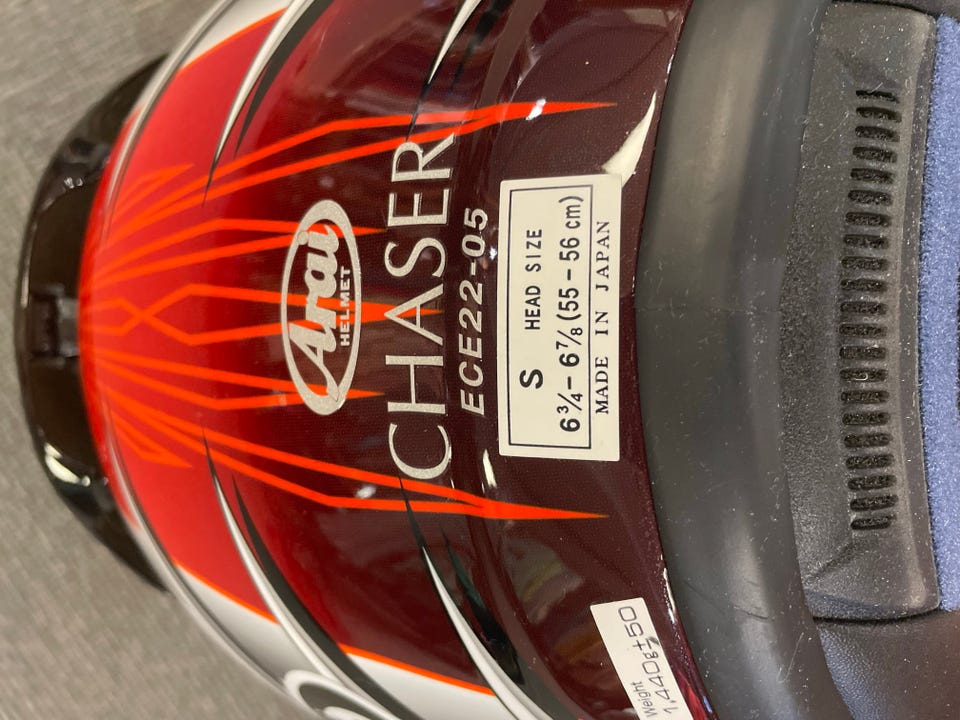 Arai
HELMET
CHASER
ECE22-05
S HEAD SIZE
6¾ – 6⅞ (55 - 56 cm)
MADE IN JAPAN
Weight
1,440g±50